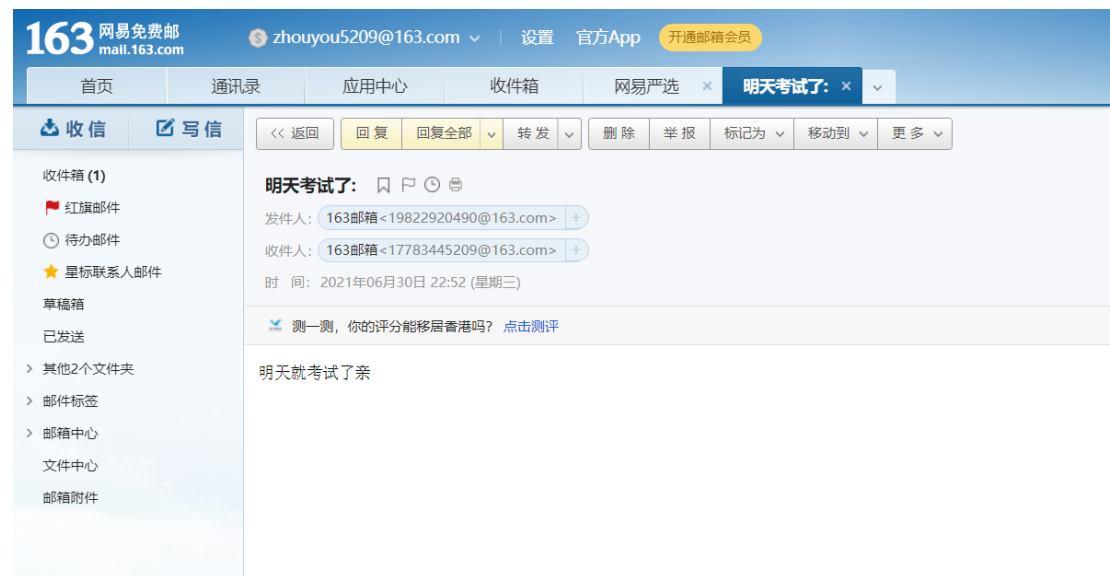 163 网易免费邮
mail.163.com
zhouyou5209@163.com 设置 官方App 开通邮箱会员
首页 通讯录 应用中心 收件箱 网易严选 × 明天考试了: ×
收信 写信 << 返回 回复 回复全部 转发 删除 举报 标记为 移动到 更多
收件箱 (1)
红旗邮件
待办邮件
星标联系人邮件
草稿箱
已发送
其他2个文件夹
邮件标签
邮箱中心
文件中心
邮箱附件
明天考试了:
发件人: 163邮箱<19822920490@163.com> +
收件人: 163邮箱<17783445209@163.com> +
时 间: 2021年06月30日 22:52 (星期三)
测一测，你的评分能移居香港吗? 点击测评
明天就考试了亲